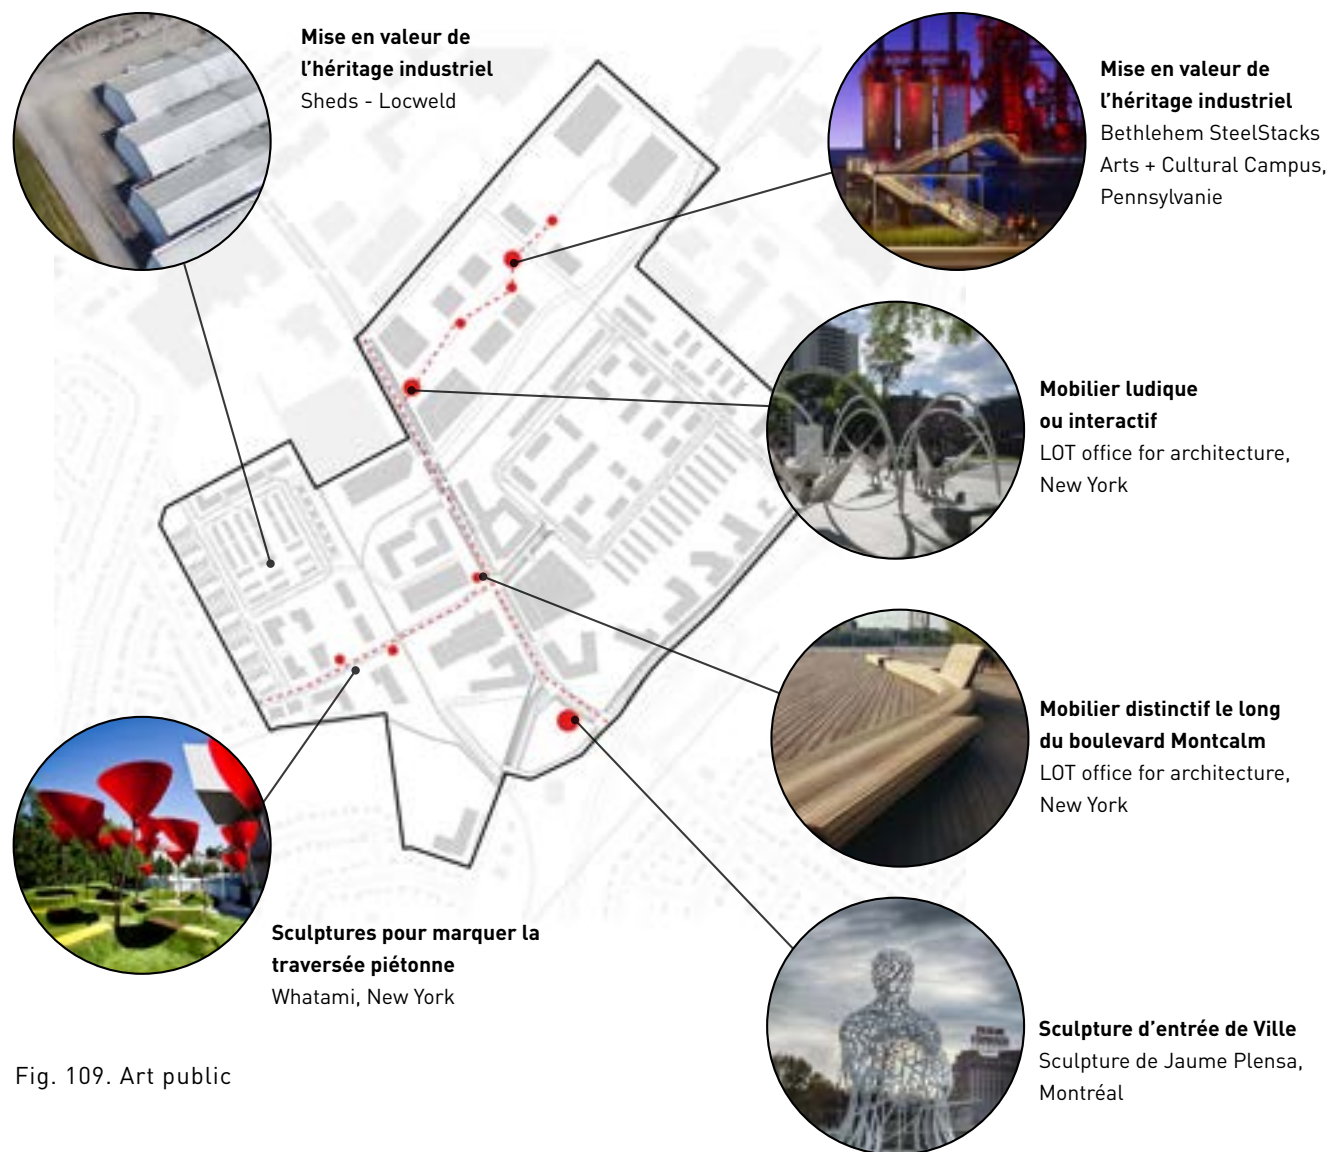 Mise en valeur de
l’héritage industriel
Sheds - Locweld
Mise en valeur de
l’héritage industriel
Bethlehem SteelStacks
Arts + Cultural Campus,
Pennsylvanie
Mobilier ludique
ou interactif
LOT office for architecture,
New York
Mobilier distinctif le long
du boulevard Montcalm
LOT office for architecture,
New York
Sculptures pour marquer la
traversée piétonne
Whatami, New York
Sculpture d’entrée de Ville
Sculpture de Jaume Plensa,
Montréal
Fig. 109. Art public